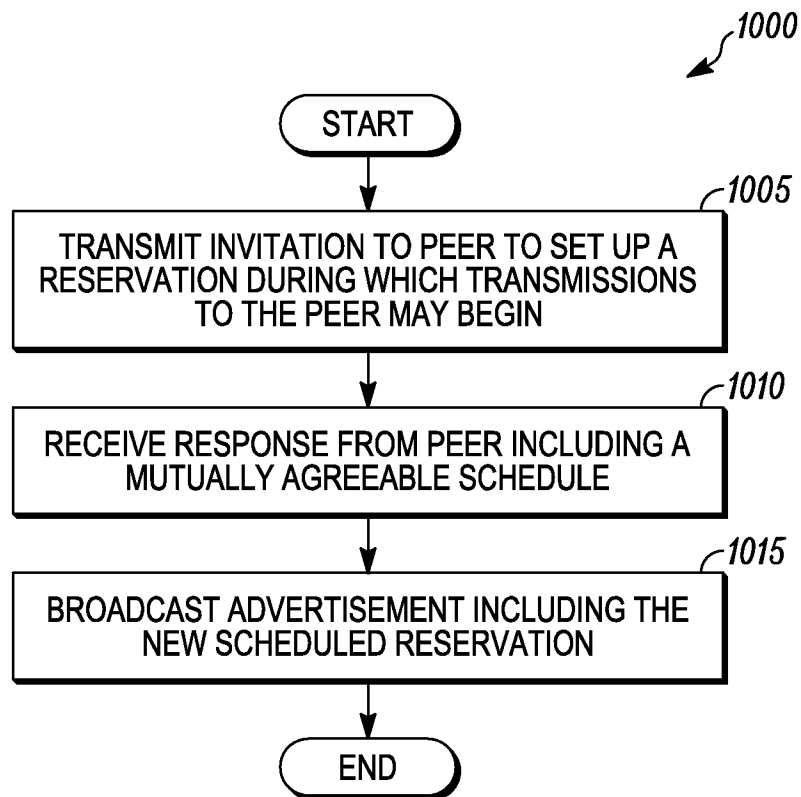 1000
START
1005
TRANSMIT INVITATION TO PEER TO SET UP A
RESERVATION DURING WHICH TRANSMISSIONS
TO THE PEER MAY BEGIN
1010
RECEIVE RESPONSE FROM PEER INCLUDING A
MUTUALLY AGREEABLE SCHEDULE
1015
BROADCAST ADVERTISEMENT INCLUDING THE
NEW SCHEDULED RESERVATION
END